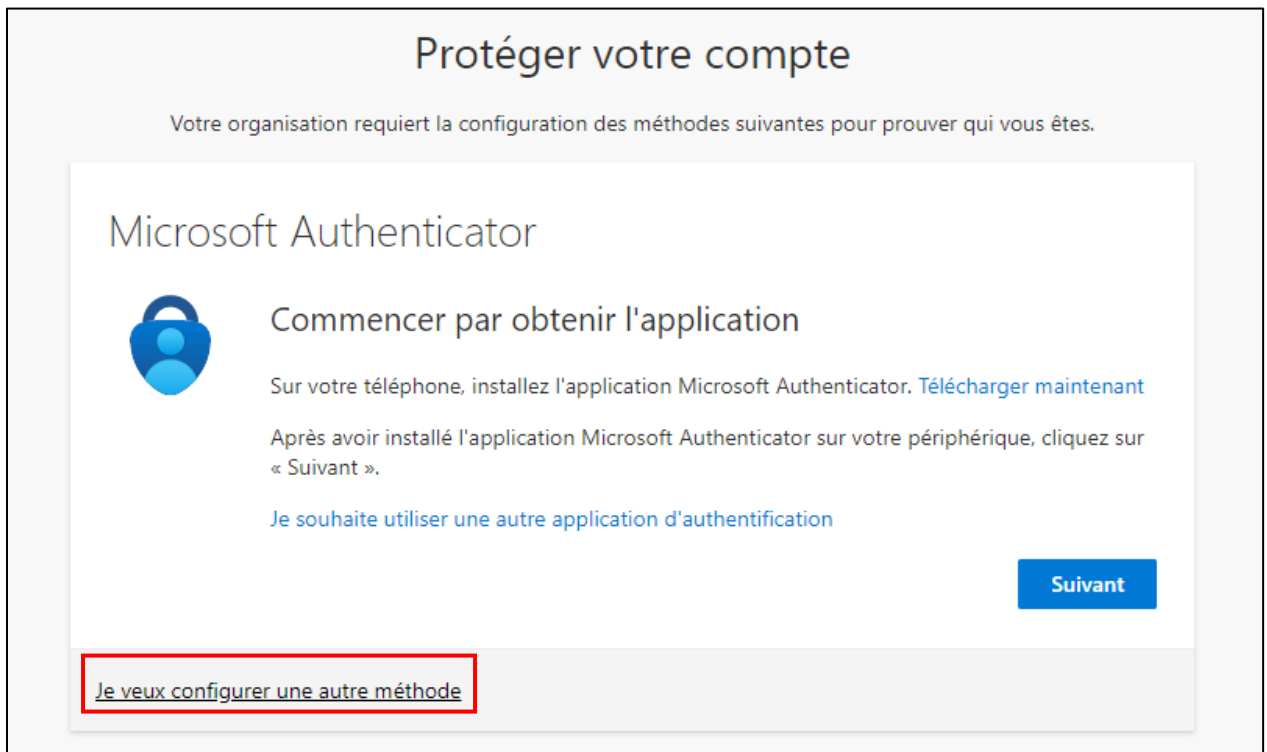 Protéger votre compte
Votre organisation requiert la configuration des méthodes suivantes pour prouver qui vous êtes.
Microsoft Authenticator
Commencer par obtenir l'application
Sur votre téléphone, installez l'application Microsoft Authenticator. Télécharger maintenant
Après avoir installé l'application Microsoft Authenticator sur votre périphérique, cliquez sur
« Suivant ».
Je souhaite utiliser une autre application d'authentification
Suivant
Je veux configurer une autre méthode